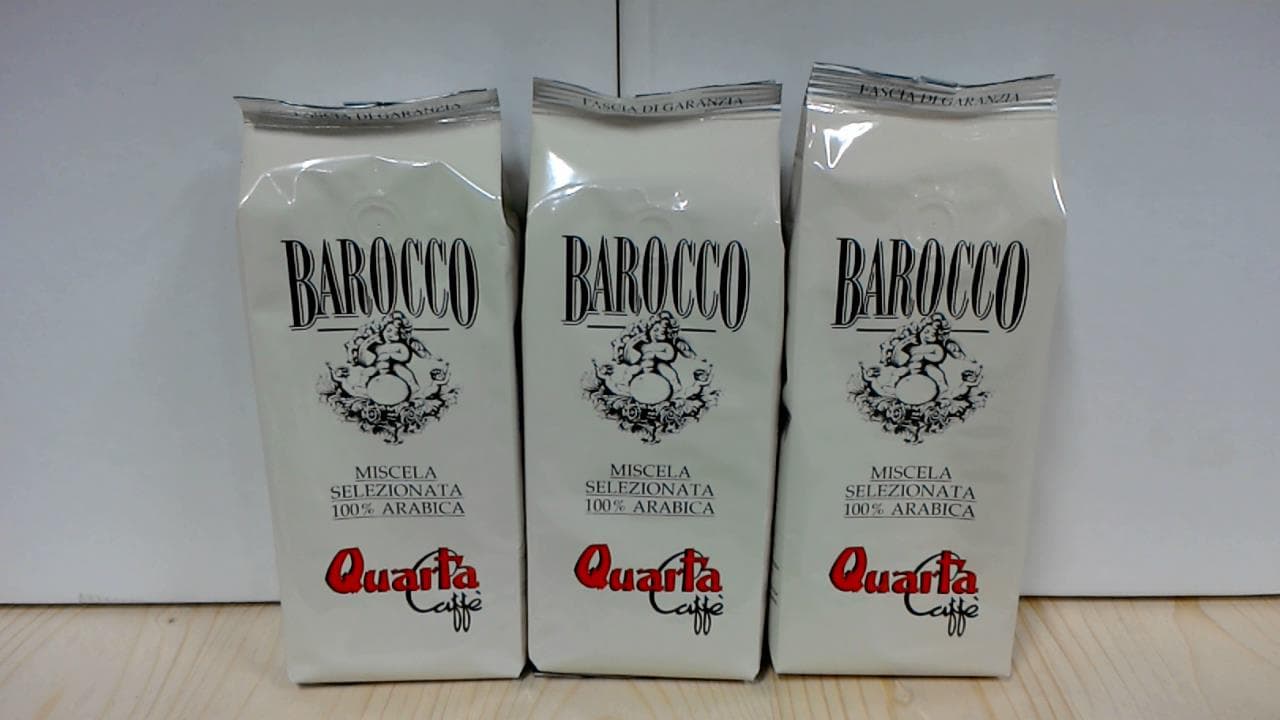 FASCIA DI GARANZIA
BAROCCO
MISCELA
SELEZIONATA
100% ARABICA
Quarta
Caffè
FASCIA DI GARANZIA
BAROCCO
MISCELA
SELEZIONATA
100% ARABICA
Quarta
Caffè
FASCIA DI GARANZIA
BAROCCO
MISCELA
SELEZIONATA
100% ARABICA
Quarta
Caffè